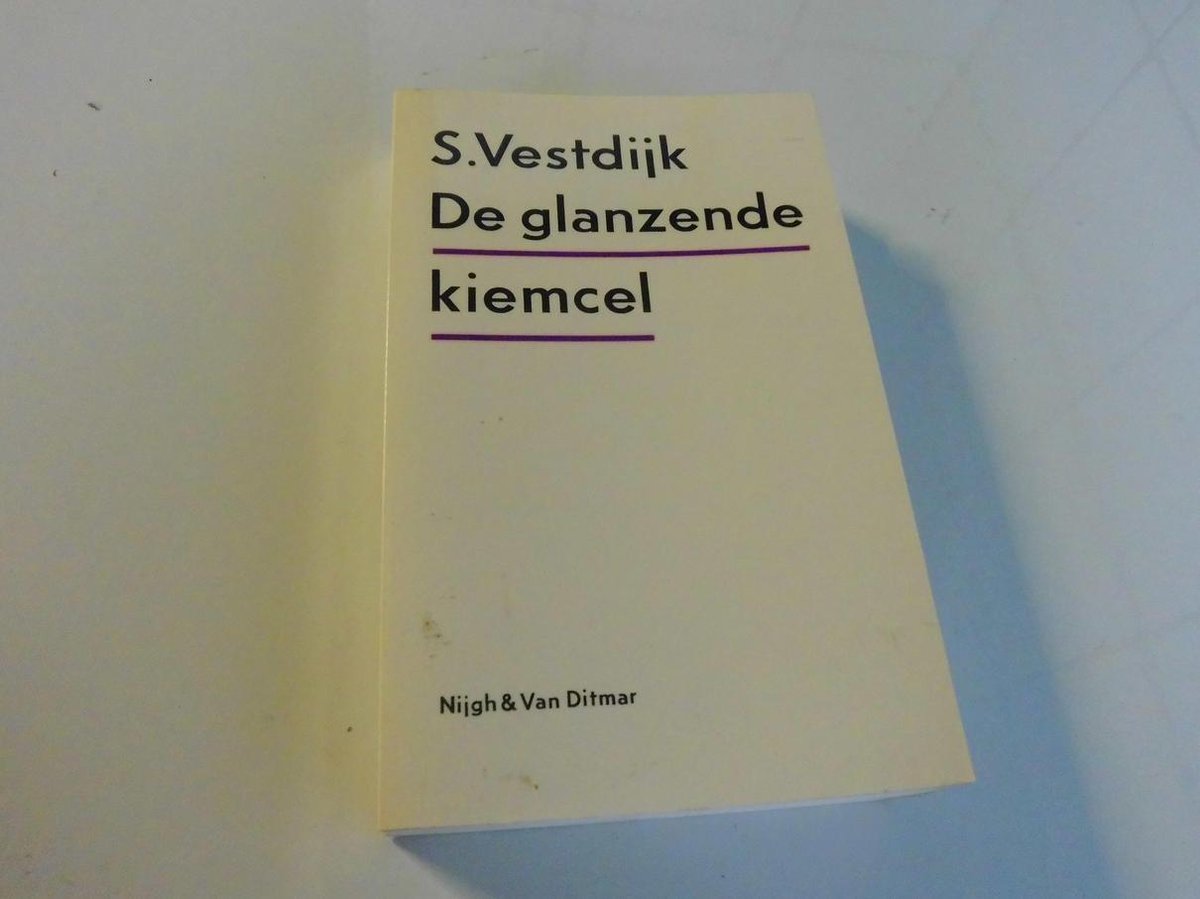 S.Vestdijk
De glanzende
kiemcel
Nijgh & Van Ditmar